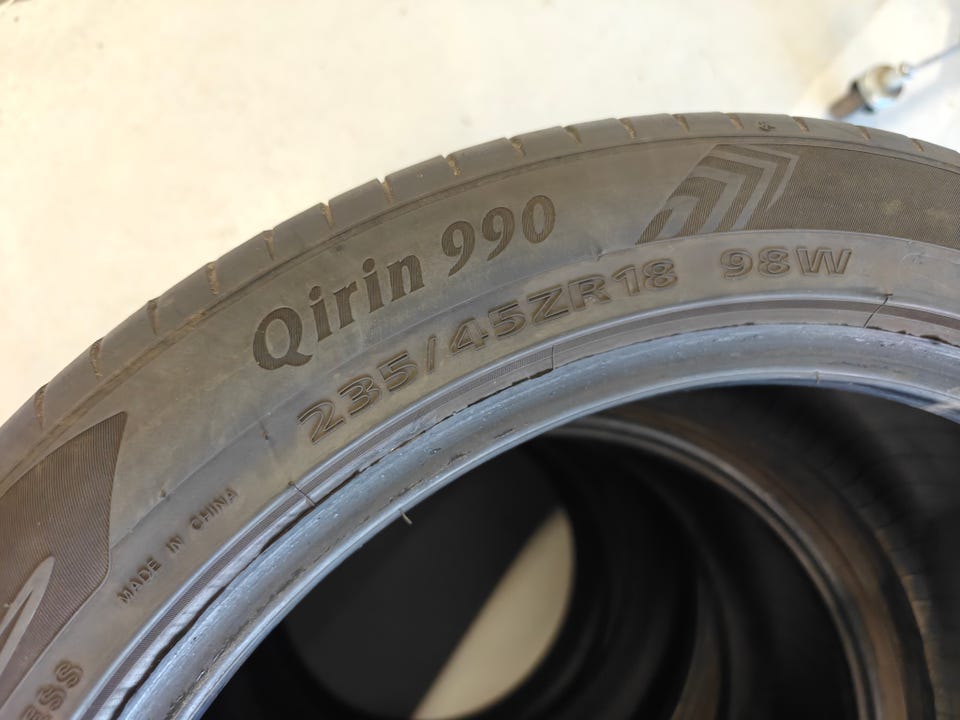 Qirin 990
235/45ZR18 98W
MADE IN CHINA